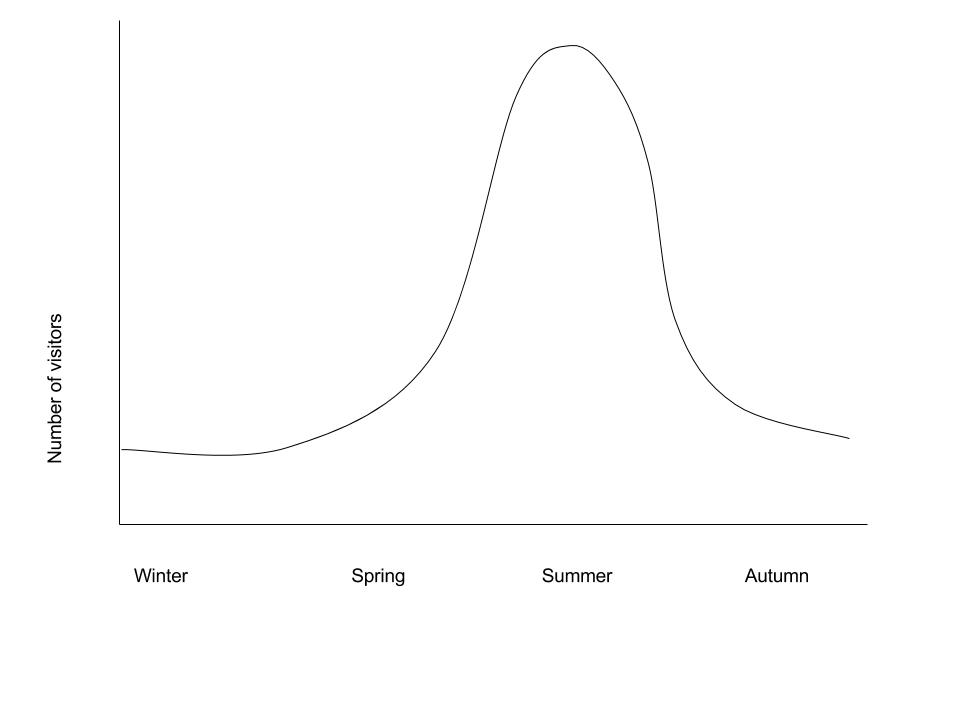 Number of visitors
Winter
Spring
Summer
Autumn